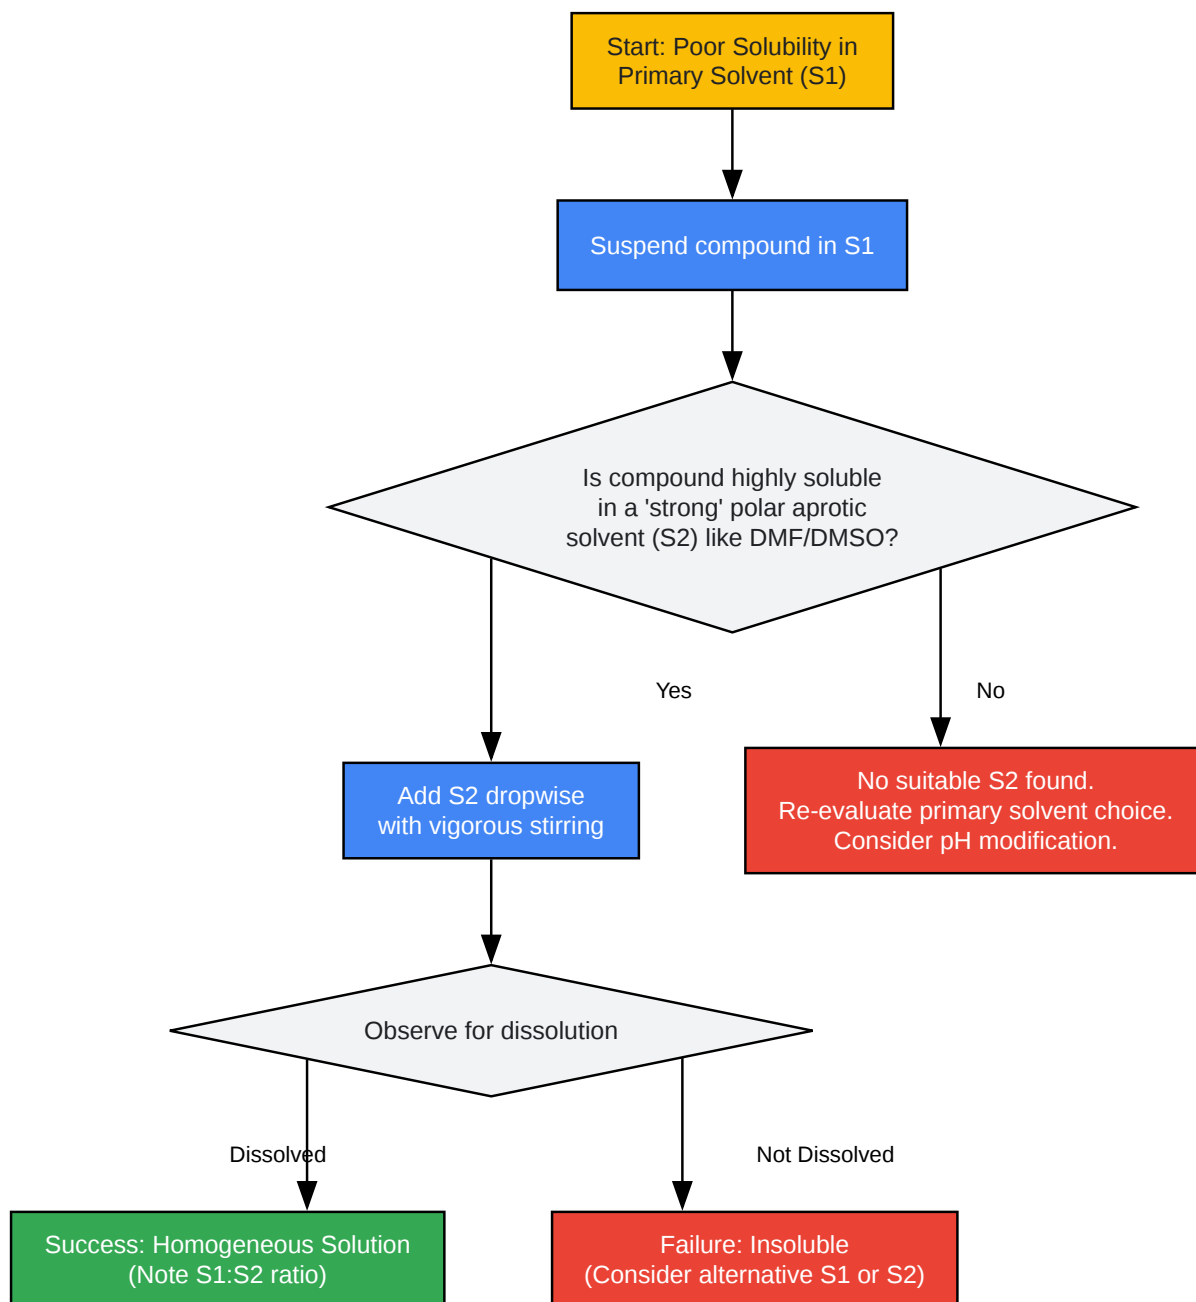 Start: Poor Solubility in
Primary Solvent (S1)
Suspend compound in S1
Is compound highly soluble
in a 'strong' polar aprotic
solvent (S2) like DMF/DMSO?
Yes
No
Add S2 dropwise
with vigorous stirring
No suitable S2 found.
Re-evaluate primary solvent choice.
Consider pH modification.
Observe for dissolution
Dissolved
Not Dissolved
Success: Homogeneous Solution
(Note S1:S2 ratio)
Failure: Insoluble
(Consider alternative S1 or S2)